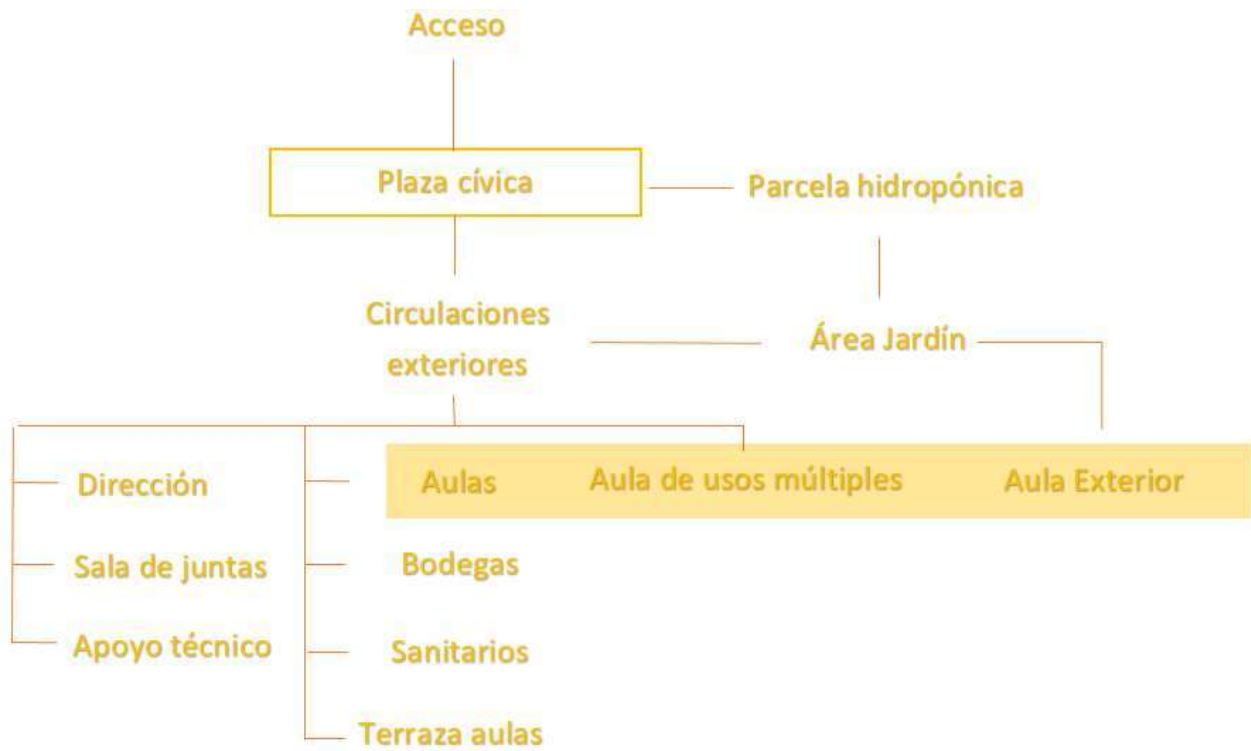 Acceso
Plaza cívica
Parcela hidropónica
Circulaciones
exteriores
Área Jardín
Dirección
Aulas
Aula de usos múltiples
Aula Exterior
Sala de juntas
Bodegas
Apoyo técnico
Sanitarios
Terraza aulas